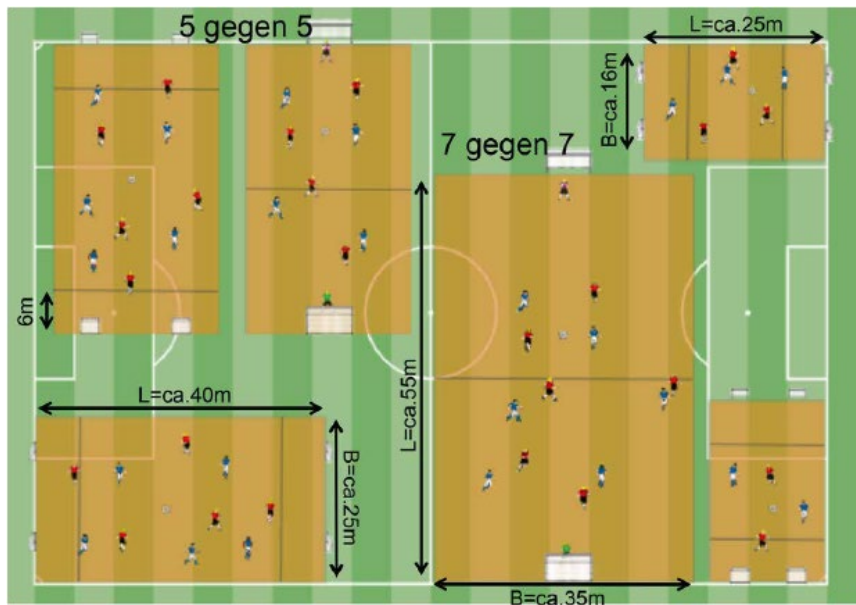 5 gegen 5
L=ca.25m
B=ca.16m
7 gegen 7
6m
L=ca.40m
B=ca.25m
L=ca.55m
B=ca.35m